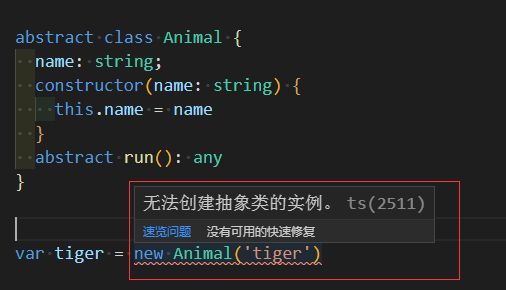 abstract class Animal {
name: string;
constructor(name: string) {
this.name = name
}
abstract run(): any
}
无法创建抽象类的实例。 ts(2511)
速览问题 没有可用的快速修复
var tiger = new Animal('tiger')